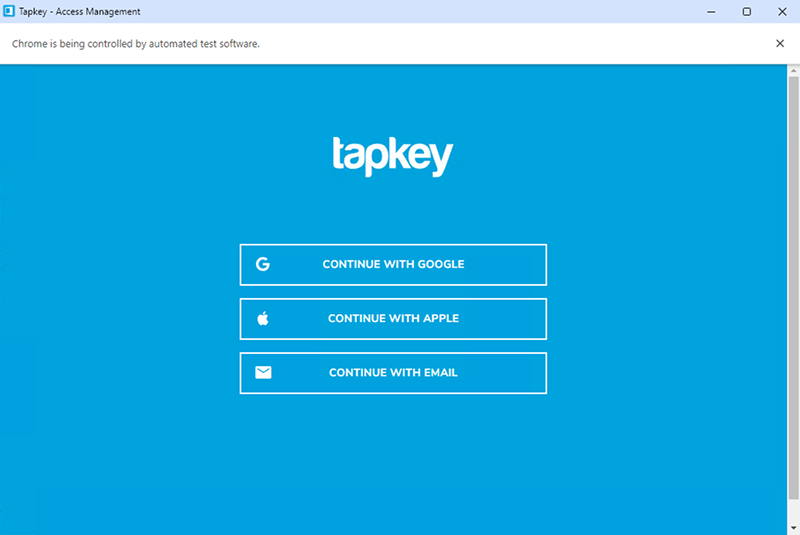 Tapkey - Access Management
Chrome is being controlled by automated test software.
tapkey
CONTINUE WITH GOOGLE
CONTINUE WITH APPLE
CONTINUE WITH EMAIL